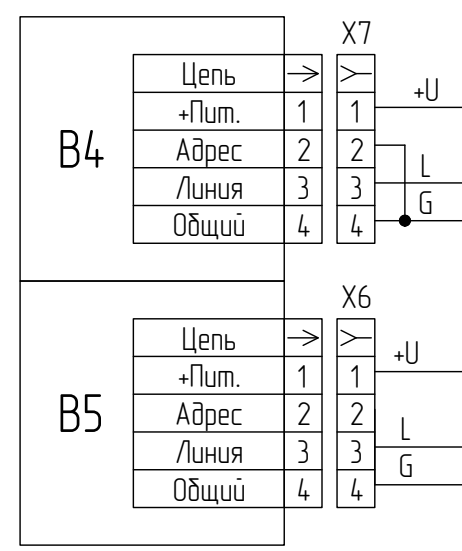 X7
Цепь
+Пит. 1 1 +U
B4 Адрес 2 2
Линия 3 3 L
Общий 4 4 G
X6
Цепь
+Пит. 1 1 +U
B5 Адрес 2 2
Линия 3 3 L
Общий 4 4 G